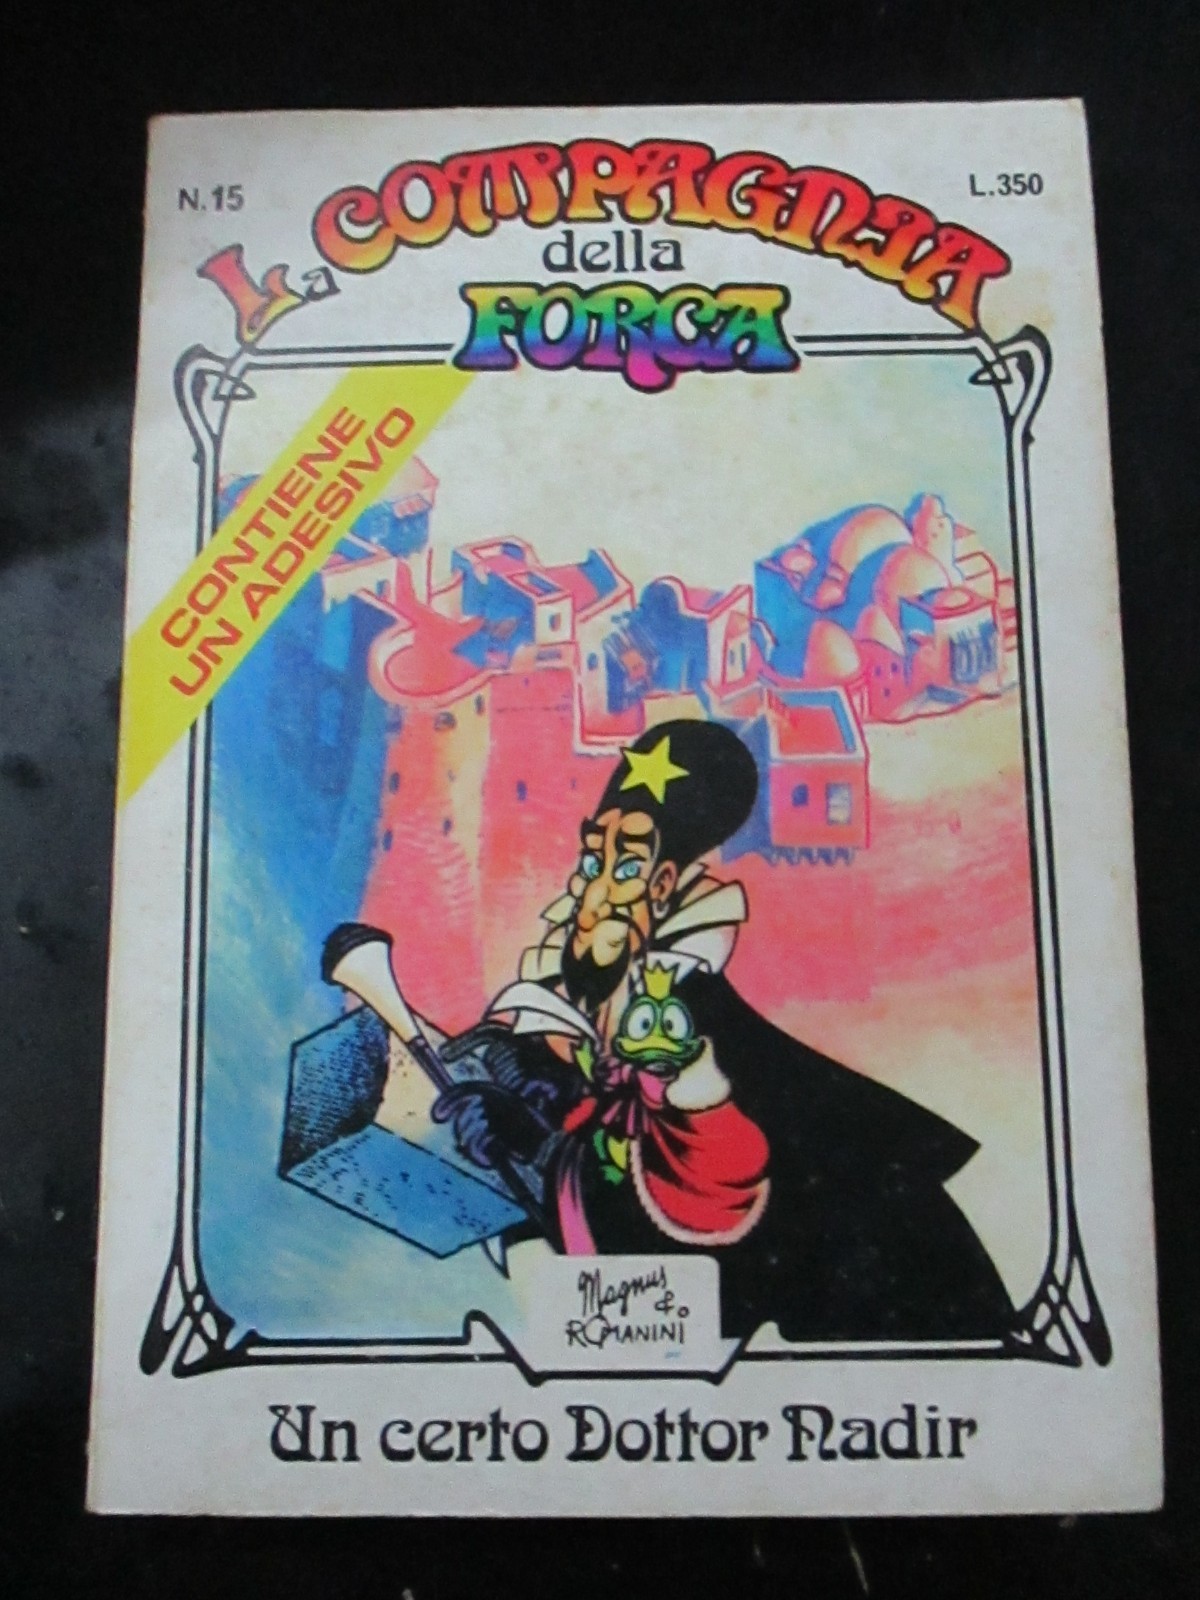 N.15
L.350
La COMPAGNIA
della
FORCA
CONTIENE
UN ADESIVO
Magnus
&
ROMANINI
Un certo Dottor Nadir